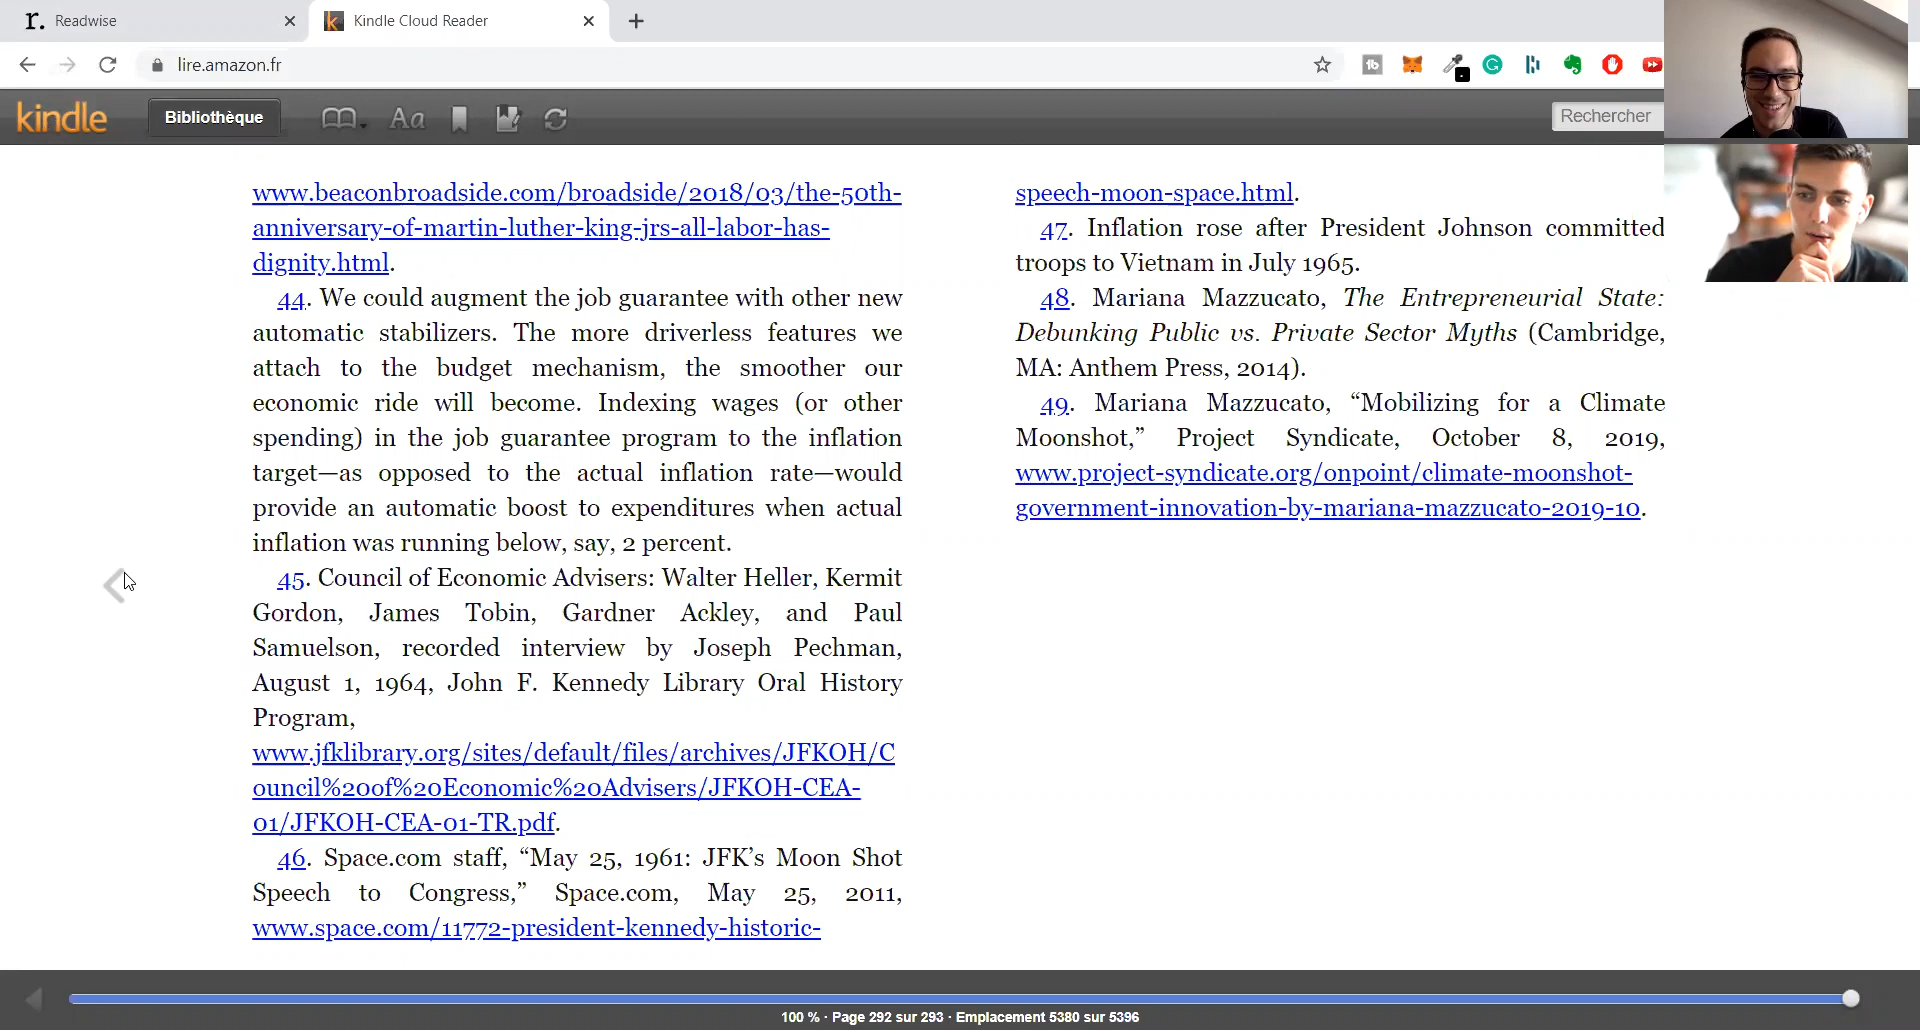 r. Readwise
Kindle Cloud Reader
lire.amazon.fr
kindle
Bibliothèque
Aa
Rechercher
www.beaconbroadside.com/broadside/2018/03/the-50th-
anniversary-of-martin-luther-king-jrs-all-labor-has-
dignity.html.
44. We could augment the job guarantee with other new
automatic stabilizers. The more driverless features we
attach to the budget mechanism, the smoother our
economic ride will become. Indexing wages (or other
spending) in the job guarantee program to the inflation
target—as opposed to the actual inflation rate—would
provide an automatic boost to expenditures when actual
inflation was running below, say, 2 percent.
45. Council of Economic Advisers: Walter Heller, Kermit
Gordon, James Tobin, Gardner Ackley, and Paul
Samuelson, recorded interview by Joseph Pechman,
August 1, 1964, John F. Kennedy Library Oral History
Program,
www.jfklibrary.org/sites/default/files/archives/JFKOH/C
ouncil%20of%20Economic%20Advisers/JFKOH-CEA-
01/JFKOH-CEA-01-TR.pdf.
46. Space.com staff, “May 25, 1961: JFK’s Moon Shot
Speech to Congress,” Space.com, May 25, 2011,
www.space.com/11772-president-kennedy-historic-
speech-moon-space.html.
47. Inflation rose after President Johnson committed
troops to Vietnam in July 1965.
48. Mariana Mazzucato, The Entrepreneurial State:
Debunking Public vs. Private Sector Myths (Cambridge,
MA: Anthem Press, 2014).
49. Mariana Mazzucato, “Mobilizing for a Climate
Moonshot,” Project Syndicate, October 8, 2019,
www.project-syndicate.org/onpoint/climate-moonshot-
government-innovation-by-mariana-mazzucato-2019-10.
100 % · Page 292 sur 293 · Emplacement 5380 sur 5396